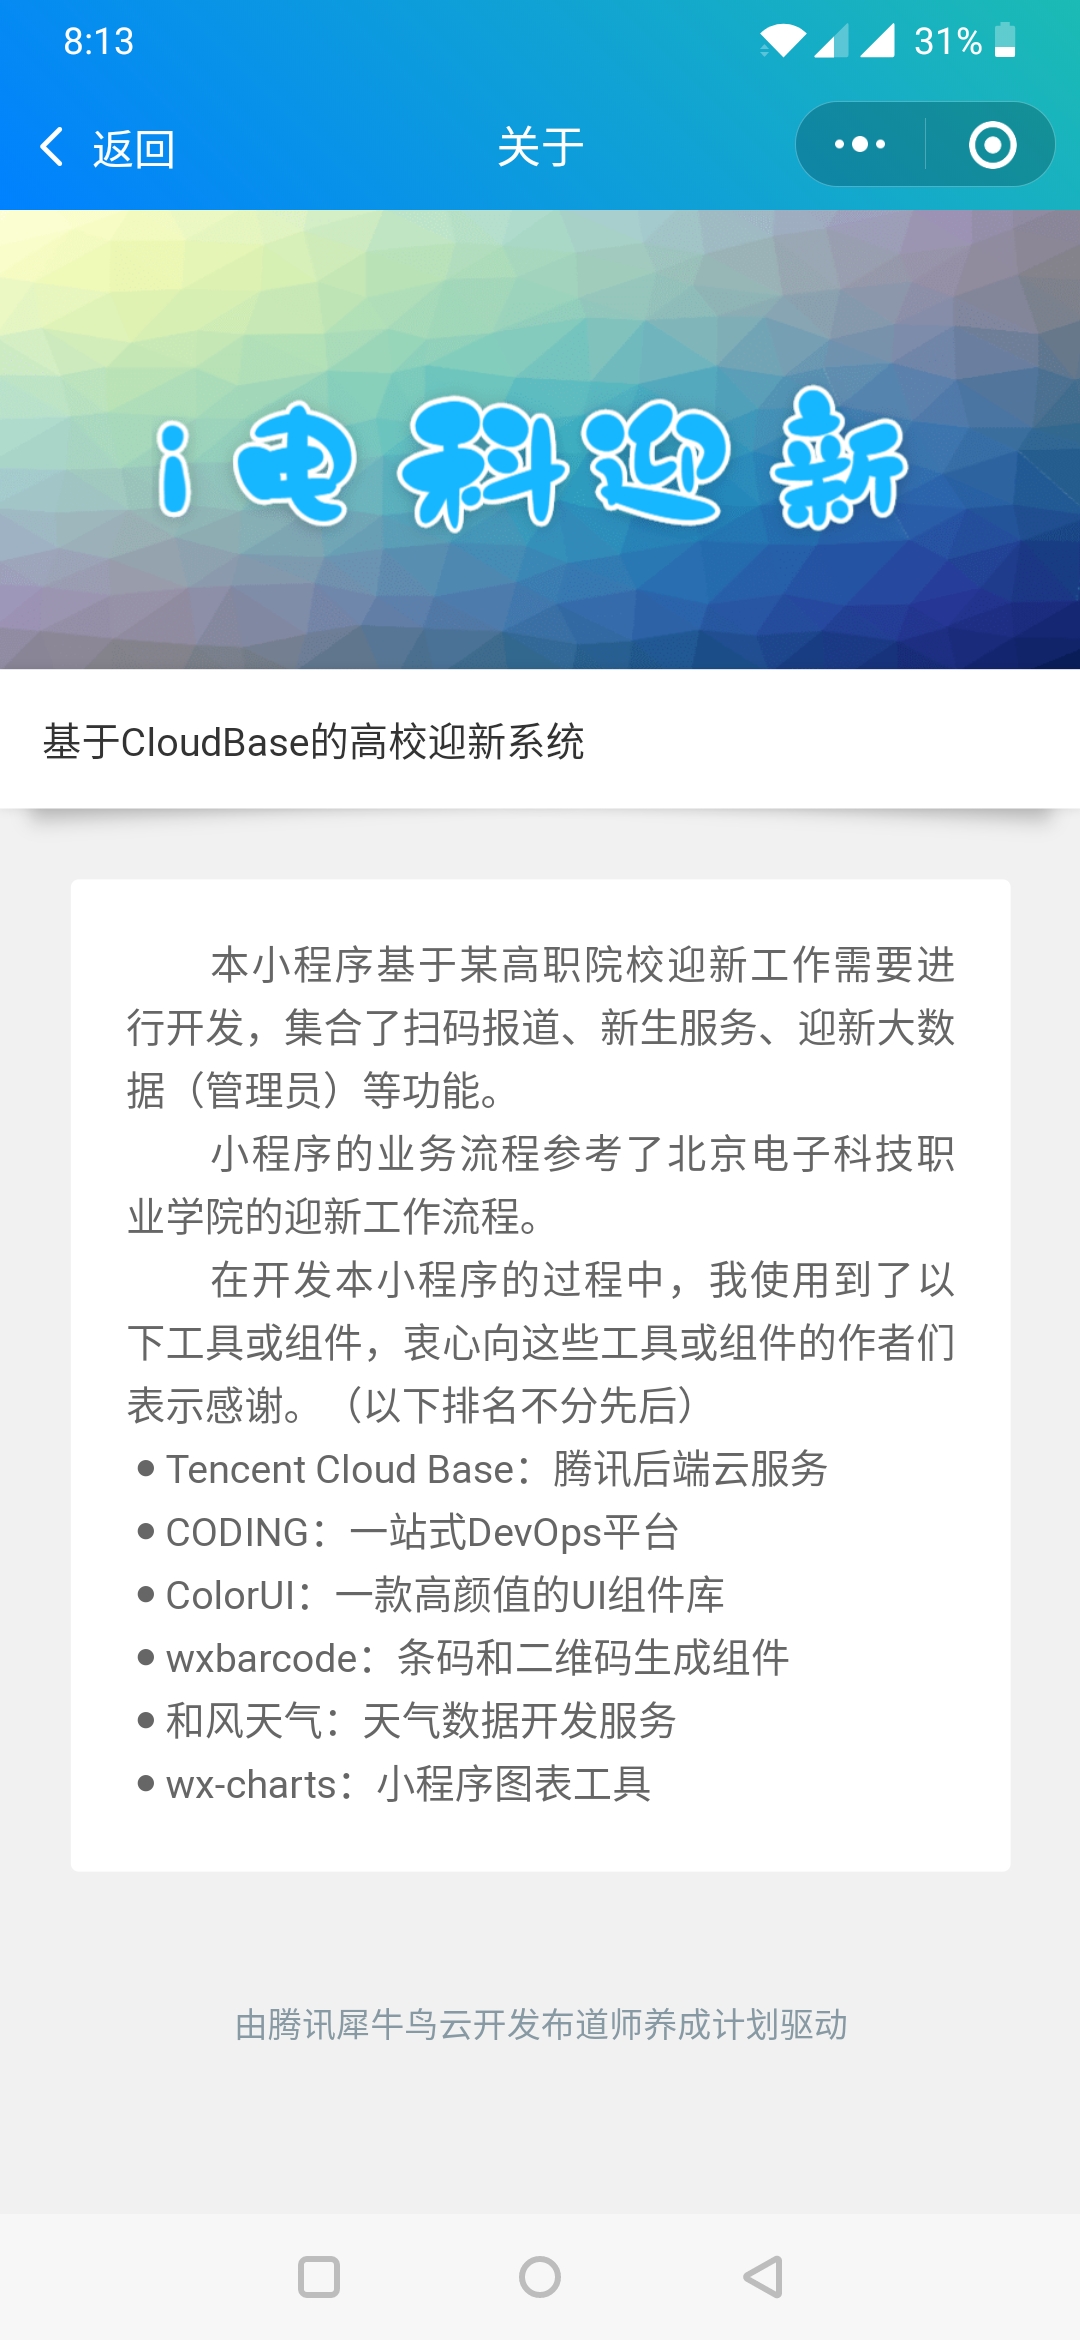 8:13
31%
返回
关于
i电科迎新
基于CloudBase的高校迎新系统
本小程序基于某高职院校迎新工作需要进
行开发，集合了扫码报道、新生服务、迎新大数
据（管理员）等功能。
小程序的业务流程参考了北京电子科技职
业学院的迎新工作流程。
在开发本小程序的过程中，我使用到了以
下工具或组件，衷心向这些工具或组件的作者们
表示感谢。（以下排名不分先后）
● Tencent Cloud Base：腾讯后端云服务
● CODING：一站式DevOps平台
● ColorUI：一款高颜值的UI组件库
● wxbarcode：条码和二维码生成组件
● 和风天气：天气数据开发服务
● wx-charts：小程序图表工具
由腾讯犀牛鸟云开发布道师养成计划驱动